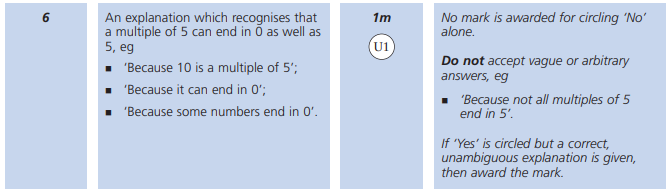 6
An explanation which recognises that
a multiple of 5 can end in 0 as well as
5, eg
■ ‘Because 10 is a multiple of 5’;
■ ‘Because it can end in 0’;
■ ‘Because some numbers end in 0’.
1m
U1
No mark is awarded for circling ‘No’
alone.
Do not accept vague or arbitrary
answers, eg
■ ‘Because not all multiples of 5
end in 5’.
If ‘Yes’ is circled but a correct,
unambiguous explanation is given,
then award the mark.